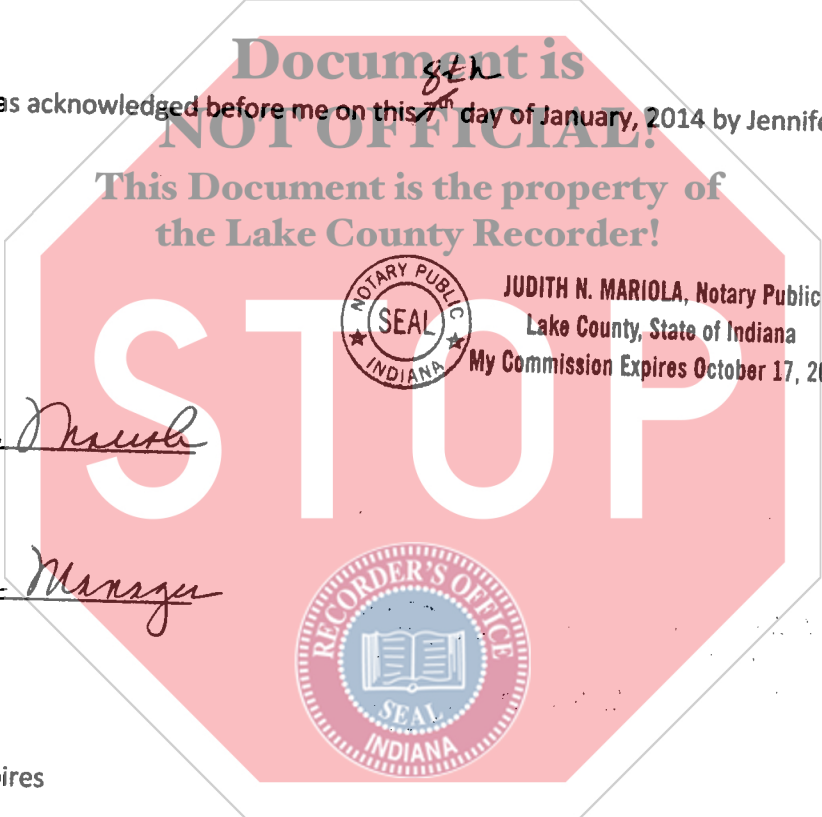 Document is
8th
as acknowledged before me on this 7th day of January, 2014 by Jennife
NOT OFFICIAL!
This Document is the property of
the Lake County Recorder!
NOTARY PUBLIC
SEAL
INDIANA
JUDITH N. MARIOLA, Notary Public
Lake County, State of Indiana
My Commission Expires October 17, 20
STOP
Mariola
Manager
RECORDER'S OFFICE
SEAL
INDIANA
ires